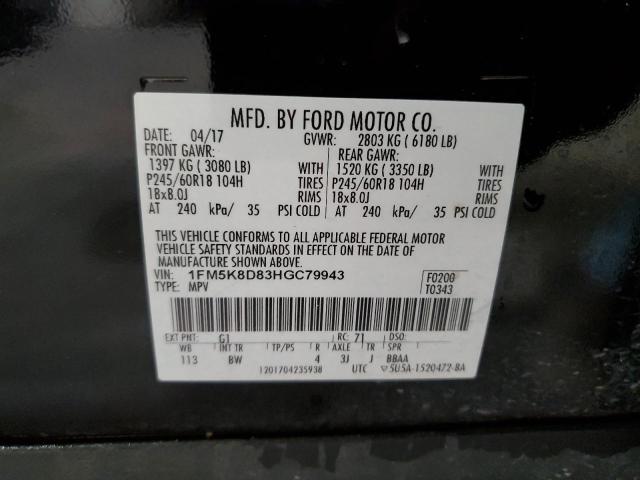 MFD. BY FORD MOTOR CO.
DATE: 04/17 GVWR: 2803 KG ( 6180 LB)
FRONT GAWR: REAR GAWR:
1397 KG ( 3080 LB) WITH 1520 KG ( 3350 LB) WITH
P245/60R18 104H TIRES P245/60R18 104H TIRES
18x8.0J RIMS 18x8.0J RIMS
AT 240 kPa/ 35 PSI COLD AT 240 kPa/ 35 PSI COLD
THIS VEHICLE CONFORMS TO ALL APPLICABLE FEDERAL MOTOR
VEHICLE SAFETY STANDARDS IN EFFECT ON THE DATE OF
MANUFACTURE SHOWN ABOVE.
VIN: 1FM5K8D83HGC79943 F0200
TYPE: MPV T0343
EXT PNT: G1 RC: 71 DSO:
WB INT TR TP/PS R AXLE TR SPR
113 BW 4 3J J BBAA
1201704235938 UTC 5U5A-1520472-BA